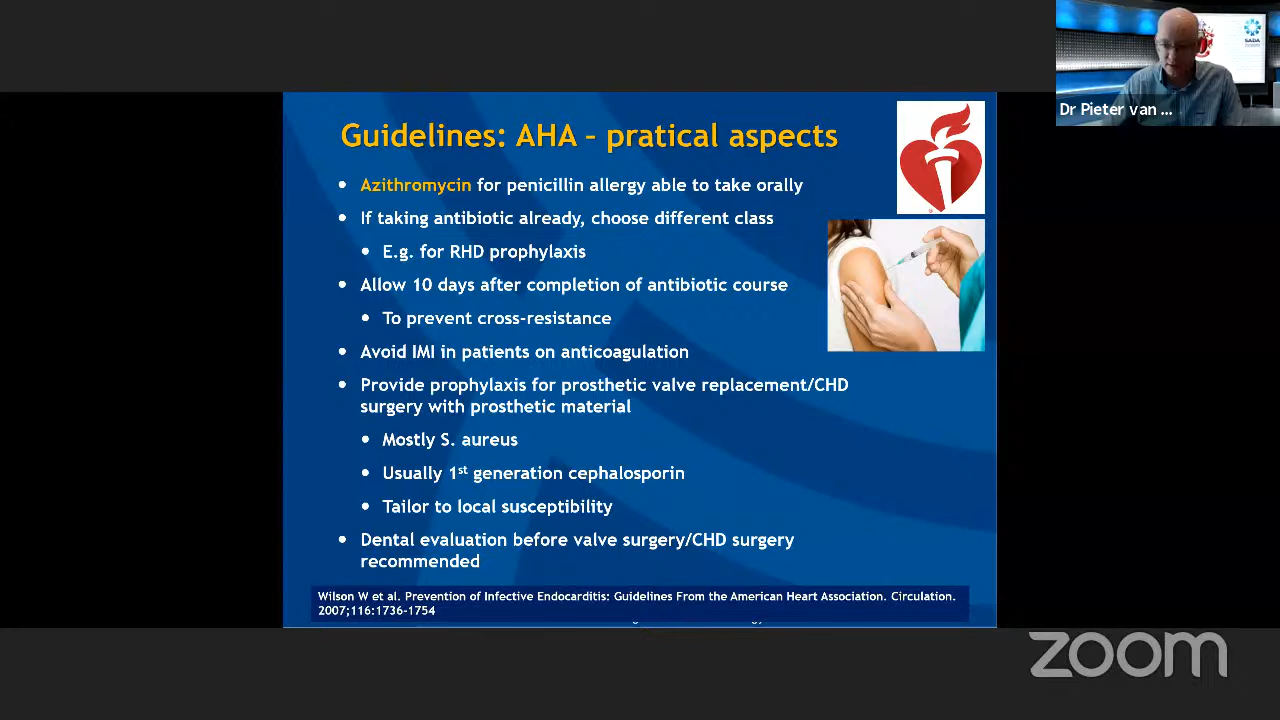 SADA
Dr Pieter van ...
Guidelines: AHA – pratical aspects
• Azithromycin for penicillin allergy able to take orally
• If taking antibiotic already, choose different class
• E.g. for RHD prophylaxis
• Allow 10 days after completion of antibiotic course
• To prevent cross-resistance
• Avoid IMI in patients on anticoagulation
• Provide prophylaxis for prosthetic valve replacement/CHD
surgery with prosthetic material
• Mostly S. aureus
• Usually 1st generation cephalosporin
• Tailor to local susceptibility
• Dental evaluation before valve surgery/CHD surgery
recommended
Wilson W et al. Prevention of Infective Endocarditis: Guidelines From the American Heart Association. Circulation.
2007;116:1736-1754
zoom